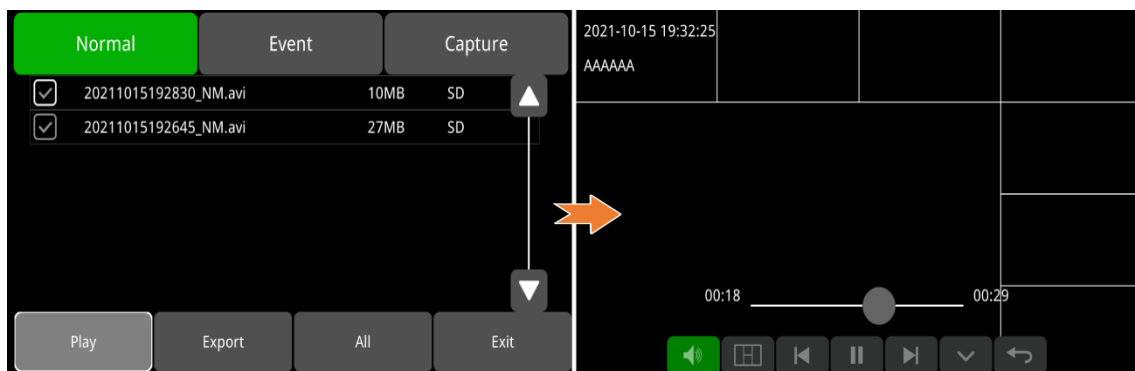 Normal Event Capture
20211015192830_NM.avi 10MB SD
20211015192645_NM.avi 27MB SD
Play Export All Exit
2021-10-15 19:32:25
AAAAAA
00:18 00:29